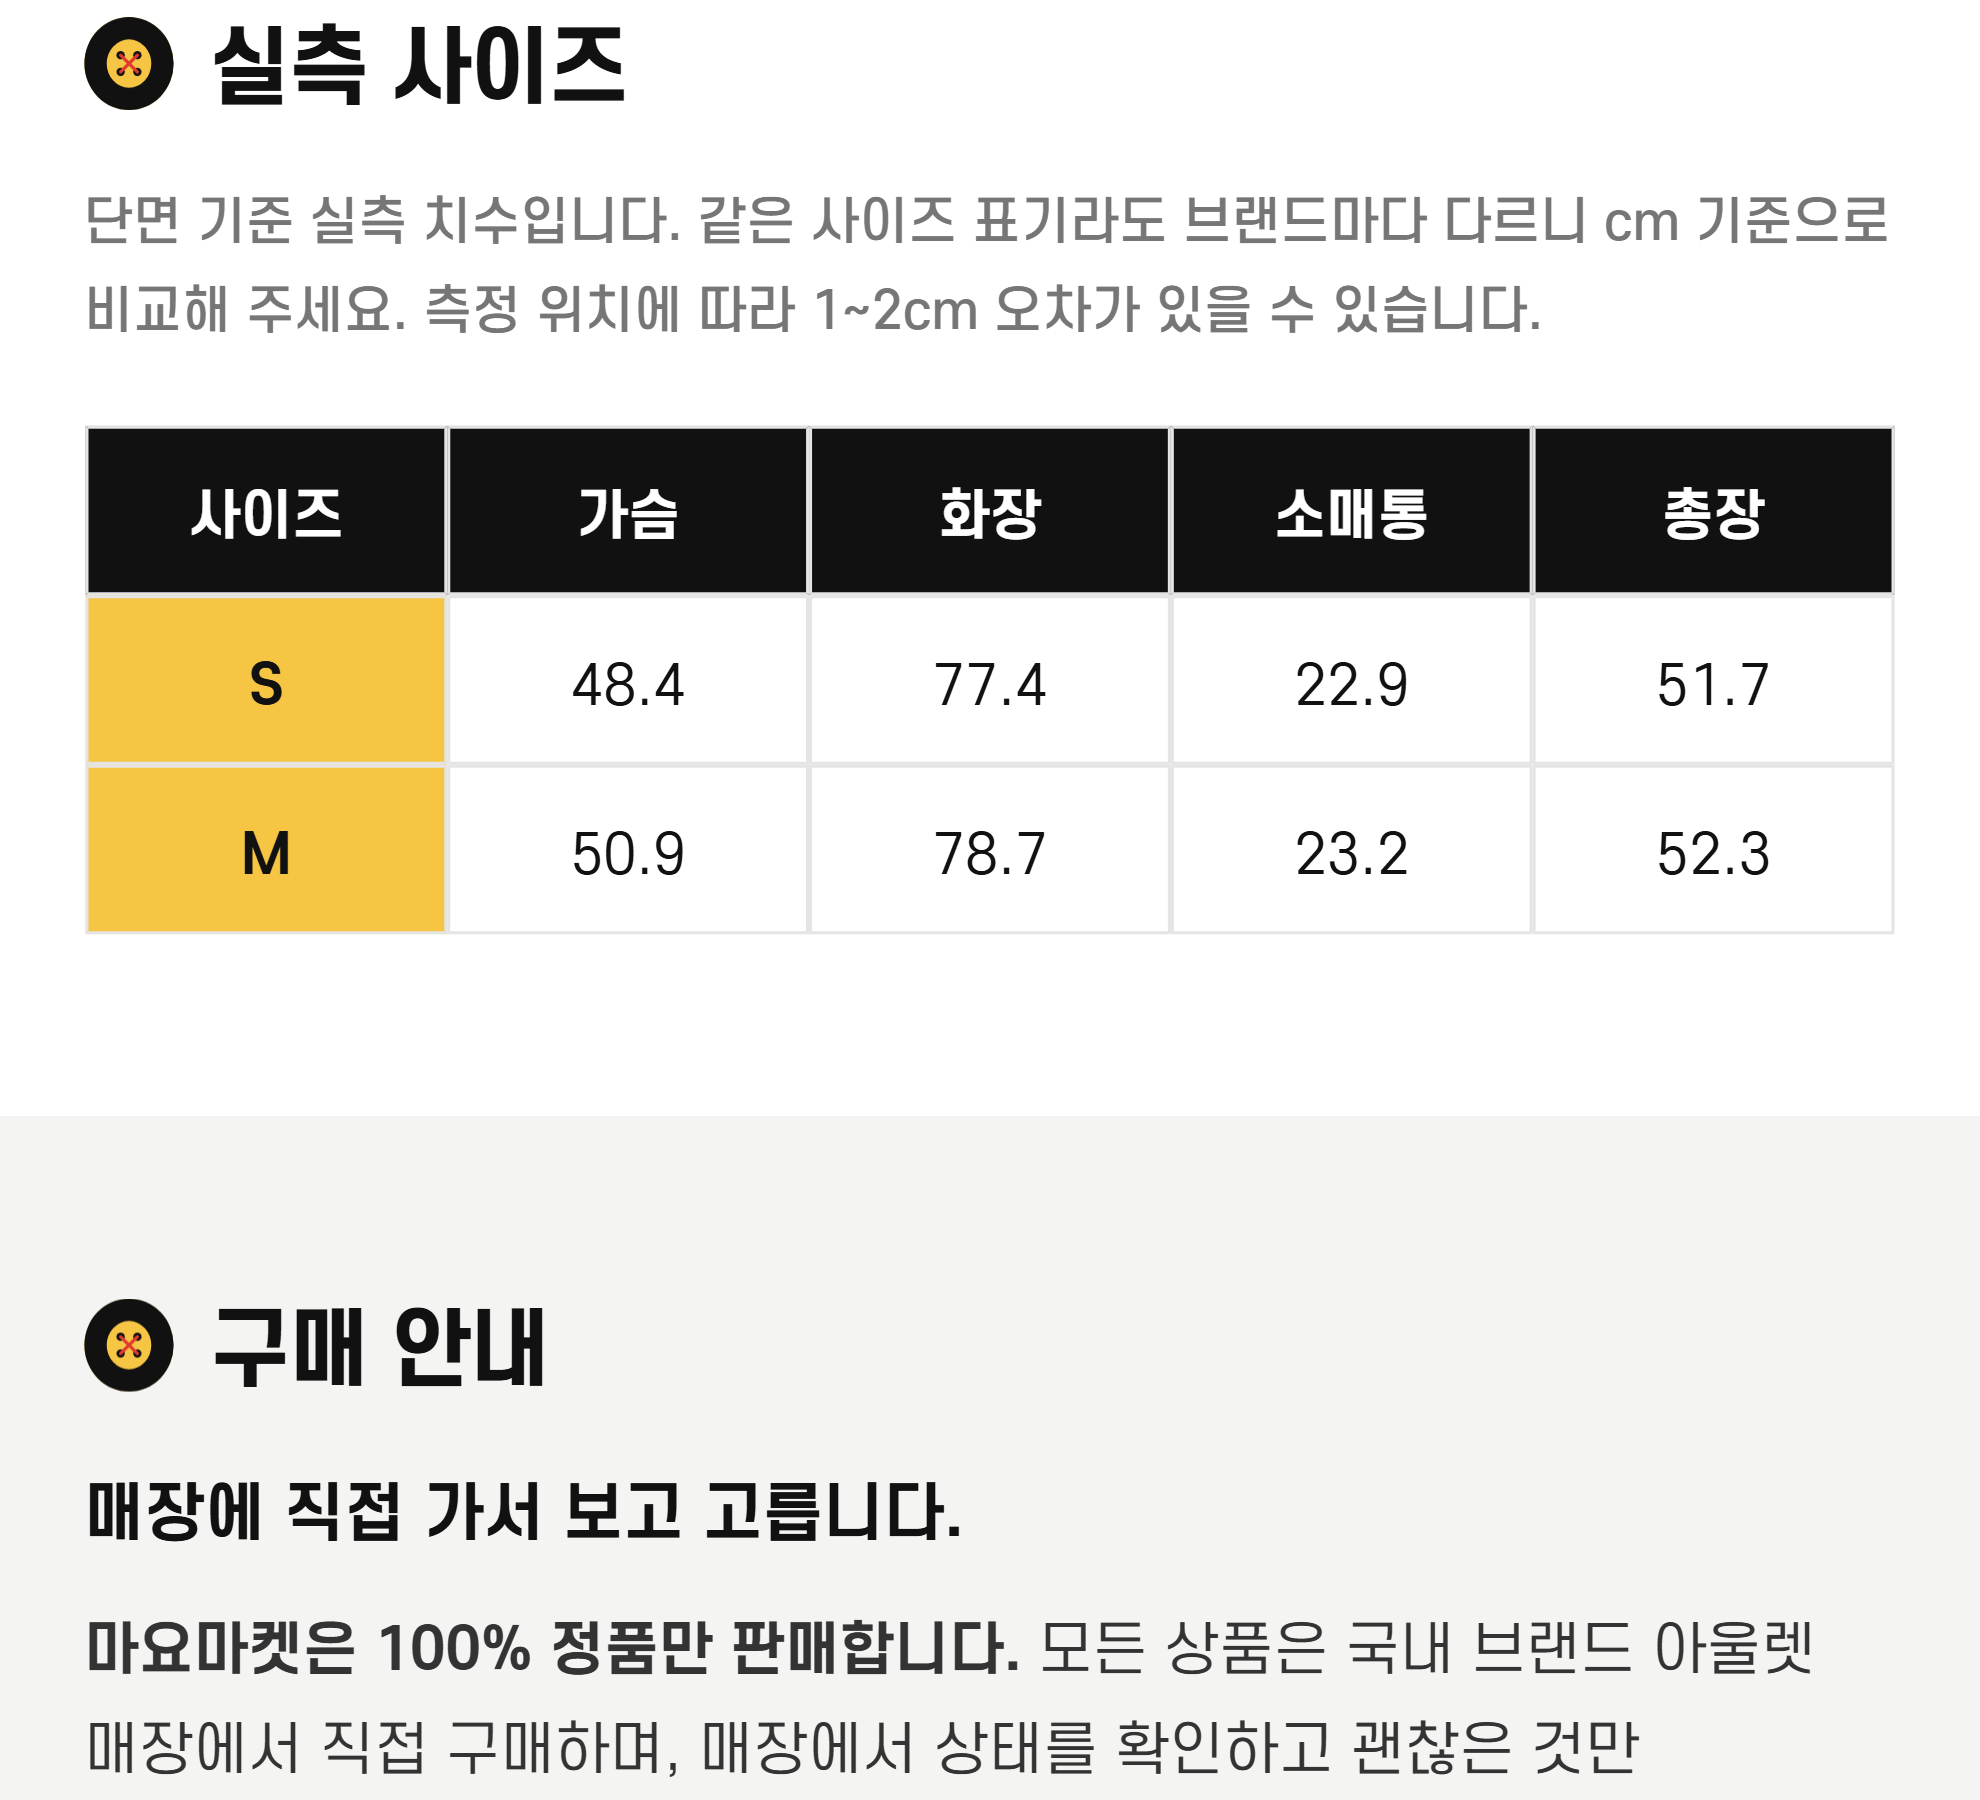 실측 사이즈
단면 기준 실측 치수입니다. 같은 사이즈 표기라도 브랜드마다 다르니 cm 기준으로
비교해 주세요. 측정 위치에 따라 1~2cm 오차가 있을 수 있습니다.
사이즈 가슴 화장 소매통 총장
S 48.4 77.4 22.9 51.7
M 50.9 78.7 23.2 52.3
구매 안내
매장에 직접 가서 보고 고릅니다.
마요마켓은 100% 정품만 판매합니다. 모든 상품은 국내 브랜드 아울렛
매장에서 직접 구매하며, 매장에서 상태를 확인하고 괜찮은 것만